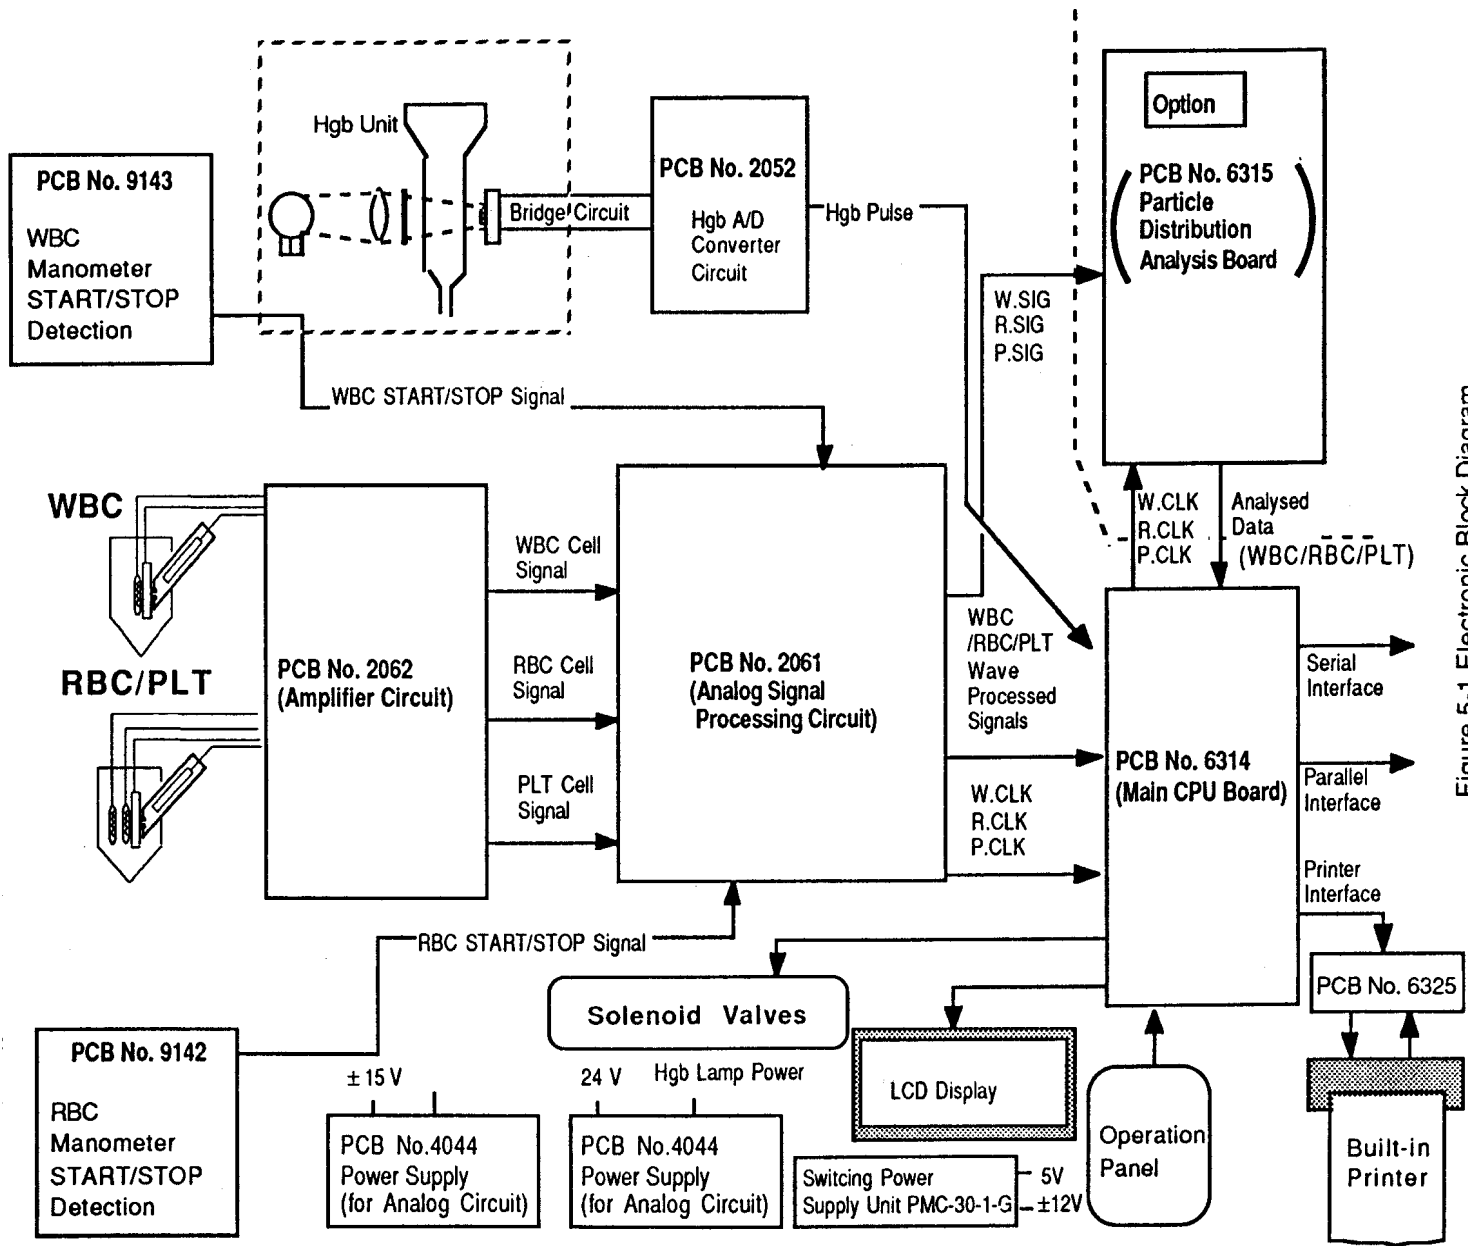 Hgb Unit
Bridge Circuit
PCB No. 9143
WBC
Manometer
START/STOP
Detection
PCB No. 2052
Hgb A/D
Converter
Circuit
Hgb Pulse
Option
PCB No. 6315
Particle
Distribution
Analysis Board
W.SIG
R.SIG
P.SIG
WBC START/STOP Signal
W.CLK
R.CLK
P.CLK
Analysed
Data
(WBC/RBC/PLT)
WBC
RBC/PLT
PCB No. 2062
(Amplifier Circuit)
WBC Cell
Signal
RBC Cell
Signal
PLT Cell
Signal
PCB No. 2061
(Analog Signal
Processing Circuit)
WBC
/RBC/PLT
Wave
Processed
Signals
W.CLK
R.CLK
P.CLK
PCB No. 6314
(Main CPU Board)
Serial
Interface
Parallel
Interface
Printer
Interface
Figure 5-1 Electronic Block Diagram
RBC START/STOP Signal
PCB No. 6325
Solenoid Valves
PCB No. 9142
RBC
Manometer
START/STOP
Detection
±15 V
PCB No.4044
Power Supply
(for Analog Circuit)
24 V
Hgb Lamp Power
PCB No.4044
Power Supply
(for Analog Circuit)
LCD Display
Switcing Power
Supply Unit PMC-30-1-G
5V
±12V
Operation
Panel
Built-in
Printer